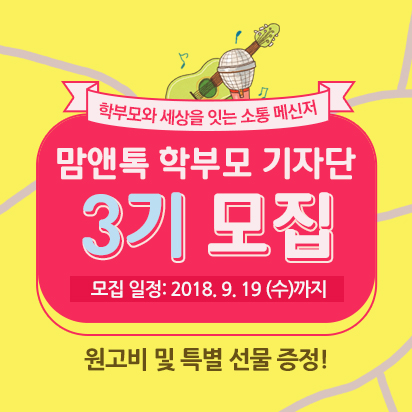 학부모와 세상을 잇는 소통 메신저
맘앤톡 학부모 기자단
3기 모집
모집 일정: 2018. 9. 19 (수)까지
원고비 및 특별 선물 증정!